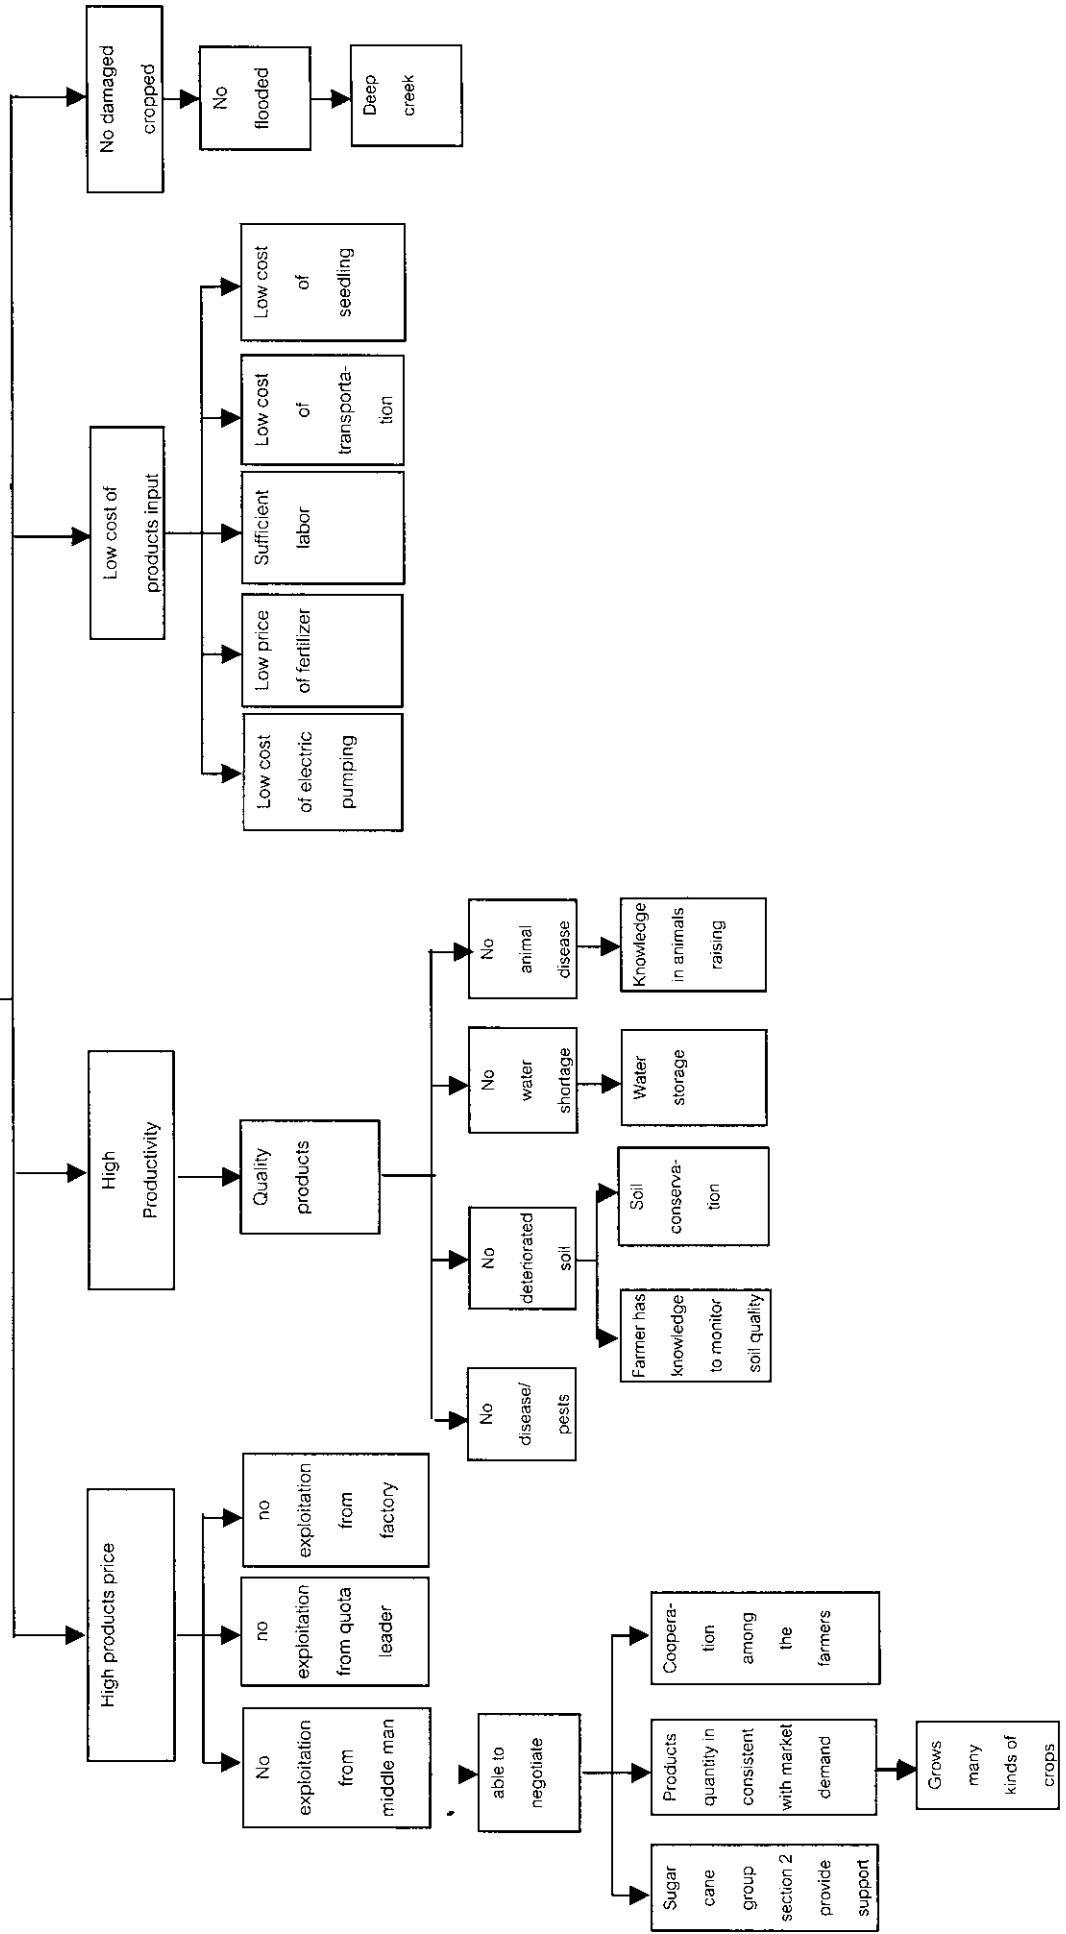 High products price
High
Productivity
Low cost of
products input
No damaged
cropped
No
exploitation
from
middle man
no
exploitation
from quota
leader
no
exploitation
from
factory
Quality
products
Low cost
of electric
pumping
Low price
of fertilizer
Sufficient
labor
Low cost
of
transporta-
tion
Low cost
of
seedling
No
flooded
Deep
creek
able to
negotiate
No
disease/
pests
No
deteriorated
soil
No
water
shortage
No
animal
disease
Sugar
cane
group
section 2
provide
support
Products
quantity in
consistent
with market
demand
Coopera-
tion
among
the
farmers
Farmer has
knowledge
to monitor
soil quality
Soil
conserva-
tion
Water
storage
Knowledge
in animals
raising
Grows
many
kinds of
crops